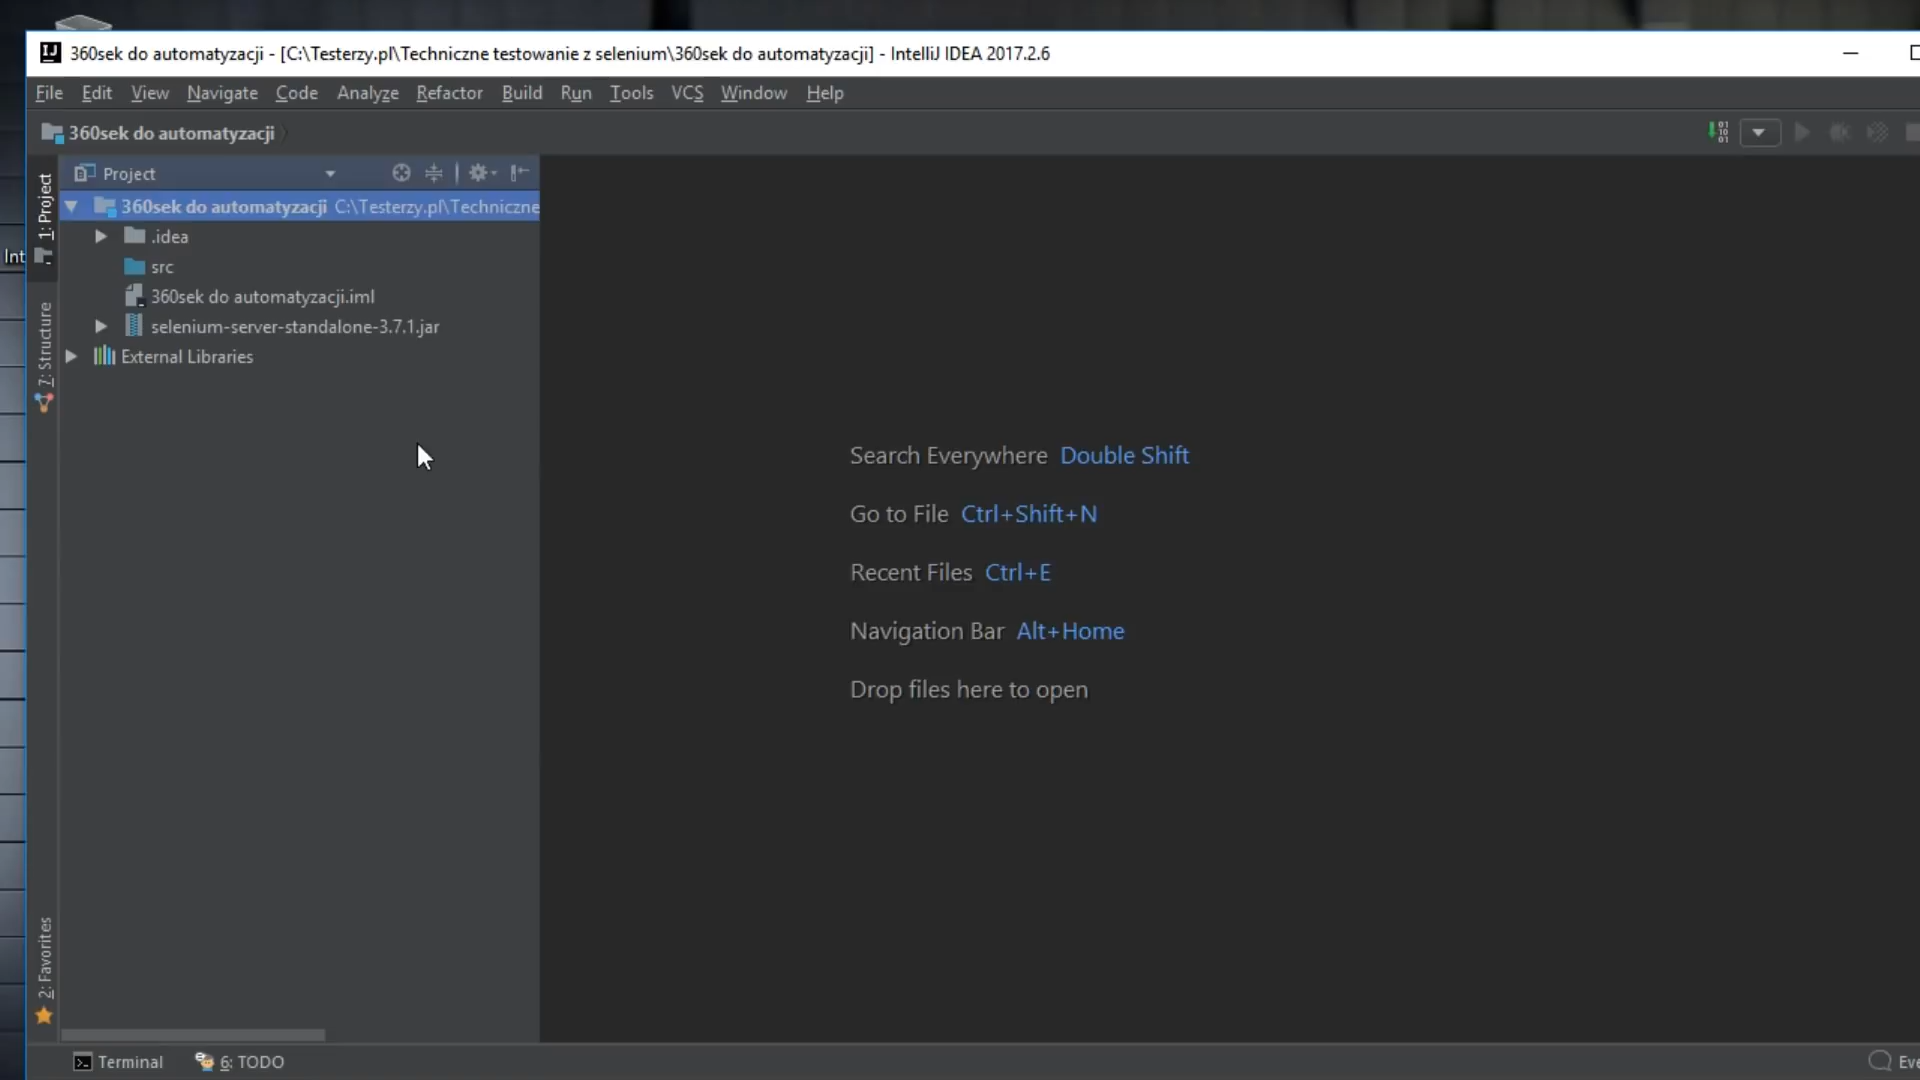 360sek do automatyzacji - [C:\Testerzy.pl\Techniczne testowanie z selenium\360sek do automatyzacji] - IntelliJ IDEA 2017.2.6
File Edit View Navigate Code Analyze Refactor Build Run Tools VCS Window Help
360sek do automatyzacji
Project
360sek do automatyzacji C:\Testerzy.pl\Techniczne
.idea
src
360sek do automatyzacji.iml
selenium-server-standalone-3.7.1.jar
External Libraries
1: Project
Int
7: Structure
2: Favorites
Search Everywhere Double Shift
Go to File Ctrl+Shift+N
Recent Files Ctrl+E
Navigation Bar Alt+Home
Drop files here to open
Terminal 6: TODO
Eve